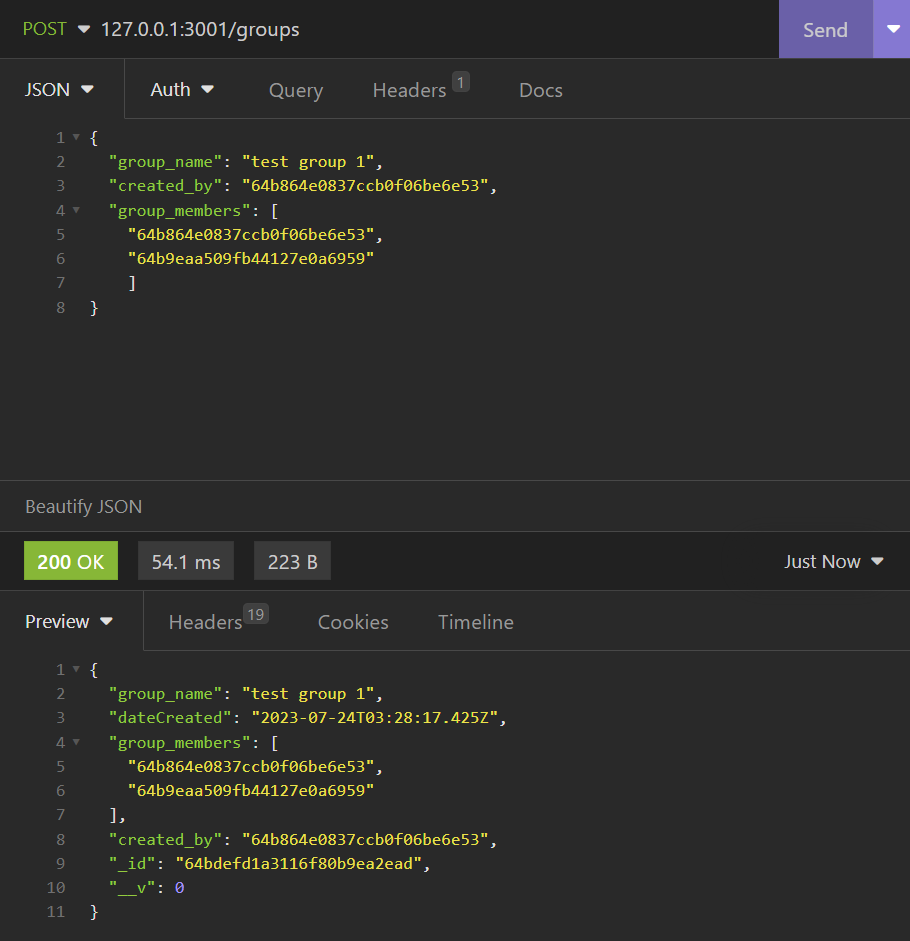 POST 127.0.0.1:3001/groups Send
JSON Auth Query Headers 1 Docs
1 {
2 "group_name": "test group 1",
3 "created_by": "64b864e0837ccb0f06be6e53",
4 "group_members": [
5 "64b864e0837ccb0f06be6e53",
6 "64b9eaa509fb44127e0a6959"
7 ]
8 }
Beautify JSON
200 OK 54.1 ms 223 B Just Now
Preview Headers 19 Cookies Timeline
1 {
2 "group_name": "test group 1",
3 "dateCreated": "2023-07-24T03:28:17.425Z",
4 "group_members": [
5 "64b864e0837ccb0f06be6e53",
6 "64b9eaa509fb44127e0a6959"
7 ],
8 "created_by": "64b864e0837ccb0f06be6e53",
9 "_id": "64bdefd1a3116f80b9ea2ead",
10 "__v": 0
11 }